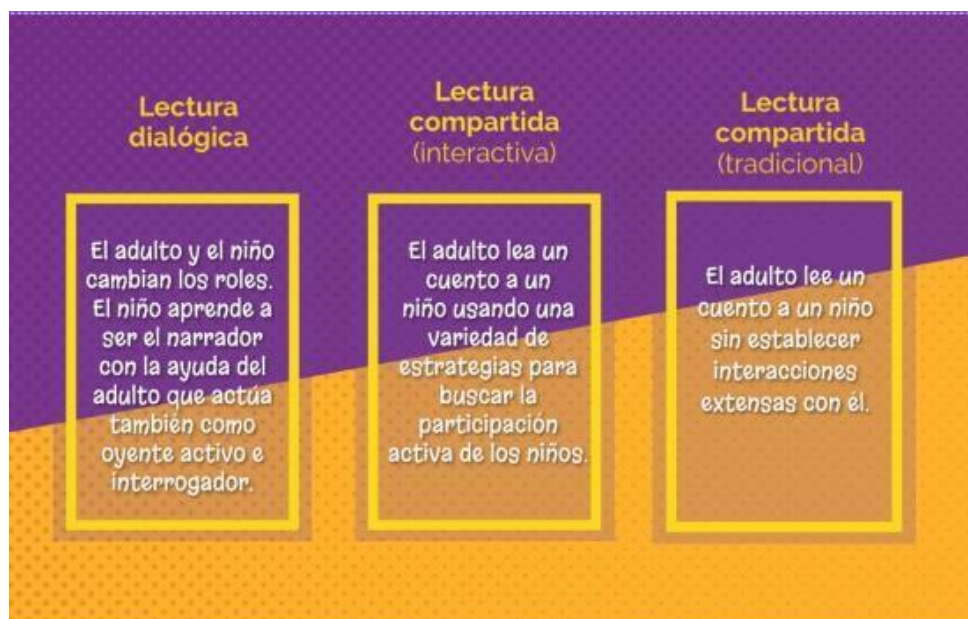 Lectura
dialógica
El adulto y el niño
cambian los roles.
El niño aprende a
ser el narrador
con la ayuda del
adulto que actúa
también como
oyente activo e
interrogador.
Lectura
compartida
(interactiva)
El adulto lea un
cuento a un
niño usando una
variedad de
estrategias para
buscar la
participación
activa de los niños.
Lectura
compartida
(tradicional)
El adulto lee un
cuento a un niño
sin establecer
interacciones
extensas con él.